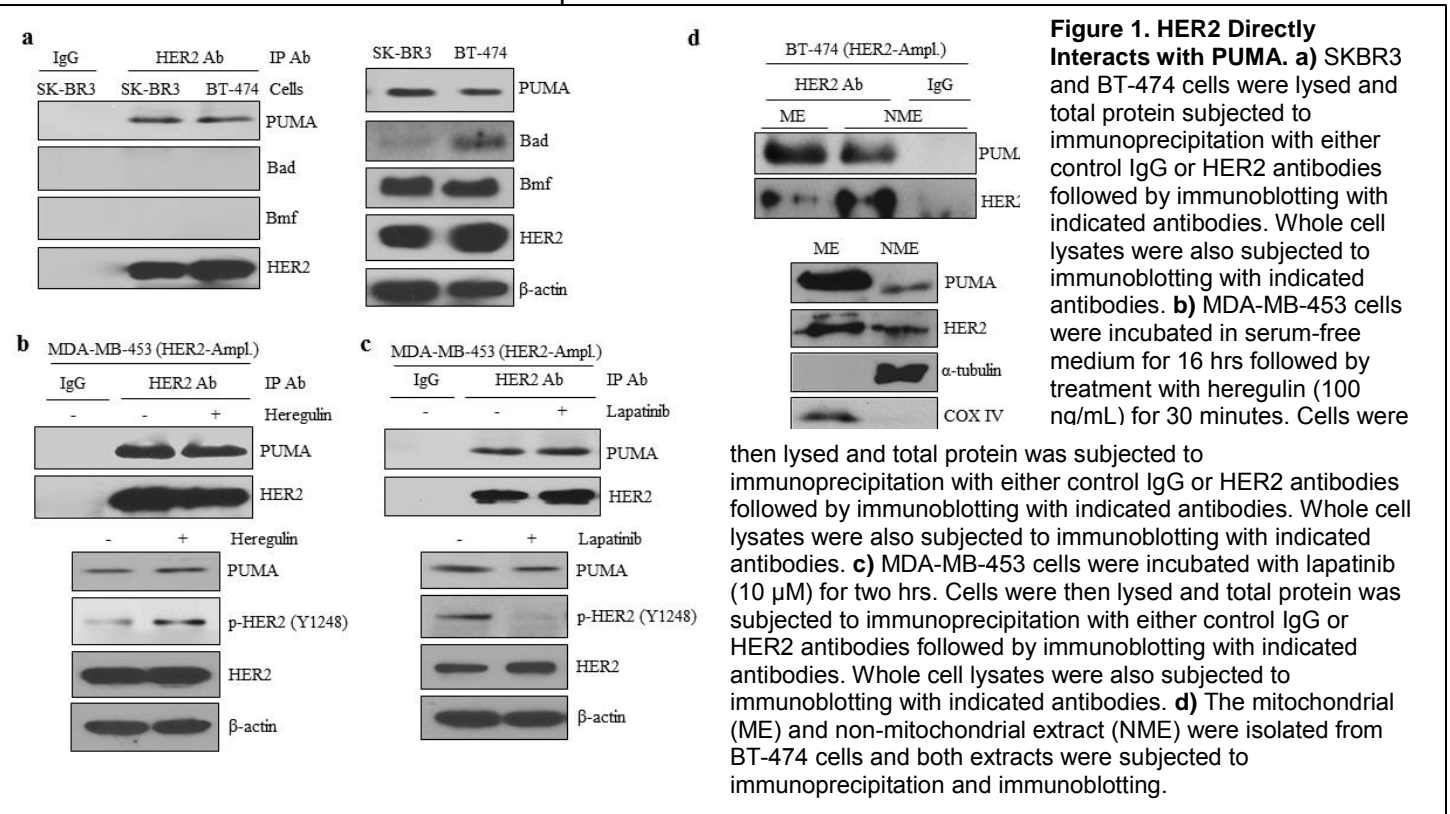 a
IgG HER2 Ab IP Ab
SK-BR3 SK-BR3 BT-474 Cells
PUMA
Bad
Bmf
HER2
SK-BR3 BT-474
PUMA
Bad
Bmf
HER2
β-actin
b
MDA-MB-453 (HER2-Ampl.)
IgG HER2 Ab IP Ab
- - + Heregulin
PUMA
HER2
- + Heregulin
PUMA
p-HER2 (Y1248)
HER2
β-actin
c
MDA-MB-453 (HER2-Ampl.)
IgG HER2 Ab IP Ab
- - + Lapatinib
PUMA
HER2
- + Lapatinib
PUMA
p-HER2 (Y1248)
HER2
β-actin
d
BT-474 (HER2-Ampl.)
HER2 Ab IgG
ME NME
PUM
HER
ME NME
PUMA
HER2
α-tubulin
COX IV
Figure 1. HER2 Directly
Interacts with PUMA. a) SKBR3
and BT-474 cells were lysed and
total protein subjected to
immunoprecipitation with either
control IgG or HER2 antibodies
followed by immunoblotting with
indicated antibodies. Whole cell
lysates were also subjected to
immunoblotting with indicated
antibodies. b) MDA-MB-453 cells
were incubated in serum-free
medium for 16 hrs followed by
treatment with heregulin (100
ng/mL) for 30 minutes. Cells were
then lysed and total protein was subjected to
immunoprecipitation with either control IgG or HER2 antibodies
followed by immunoblotting with indicated antibodies. Whole cell
lysates were also subjected to immunoblotting with indicated
antibodies. c) MDA-MB-453 cells were incubated with lapatinib
(10 µM) for two hrs. Cells were then lysed and total protein was
subjected to immunoprecipitation with either control IgG or
HER2 antibodies followed by immunoblotting with indicated
antibodies. Whole cell lysates were also subjected to
immunoblotting with indicated antibodies. d) The mitochondrial
(ME) and non-mitochondrial extract (NME) were isolated from
BT-474 cells and both extracts were subjected to
immunoprecipitation and immunoblotting.